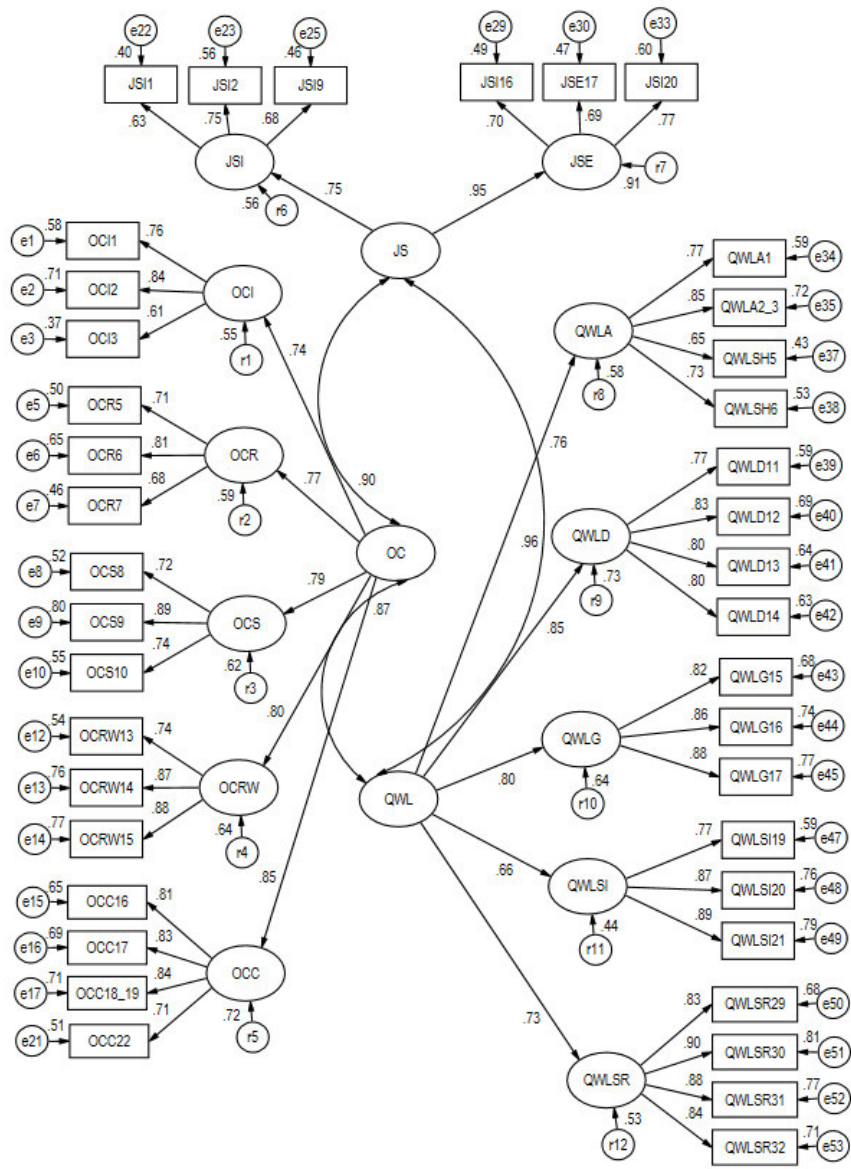 e22 e23 e25 e29 e30 e33
.40 .56 .46 .49 .47 .60
JSI1 JSI2 JSI9 JSI16 JSE17 JSI20
.63 .75 .68 .70 .69 .77
JSI JSE
r6 .56 r7 .91
.75 .95
JS
e1 .58 OCI1 .76
e2 .71 OCI2 .84 OCI
e3 .37 OCI3 .61
.55 r1 .74
e5 .50 OCR5 .71
e6 .65 OCR6 .81 OCR
e7 .46 OCR7 .68
.59 r2 .77
.90 .96
OC
e8 .52 OCS8 .72
e9 .80 OCS9 .89 OCS
e10 .55 OCS10 .74
.62 r3 .79
.87
e12 .54 OCRW13 .74
e13 .76 OCRW14 .87 OCRW
e14 .77 OCRW15 .88
.64 r4 .80
e15 .65 OCC16 .81
e16 .69 OCC17 .83
e17 .71 OCC18_19 .84 OCC
e21 .51 OCC22 .71
.72 r5 .85
QWL
.77 QWLA1 .59 e34
QWLA .85 QWLA2_3 .72 e35
.65 QWLSH5 .43 e37
.73 QWLSH6 .53 e38
r8 .58 .76
.77 QWLD11 .59 e39
QWLD .83 QWLD12 .69 e40
.80 QWLD13 .64 e41
.80 QWLD14 .63 e42
r9 .73 .85
.82 QWLG15 .68 e43
QWLG .86 QWLG16 .74 e44
.88 QWLG17 .77 e45
r10 .64 .80
.77 QWLSI19 .59 e47
QWLSI .87 QWLSI20 .76 e48
.89 QWLSI21 .79 e49
r11 .44 .66
.83 QWLSR29 .68 e50
QWLSR .90 QWLSR30 .81 e51
.88 QWLSR31 .77 e52
.84 QWLSR32 .71 e53
r12 .53 .73